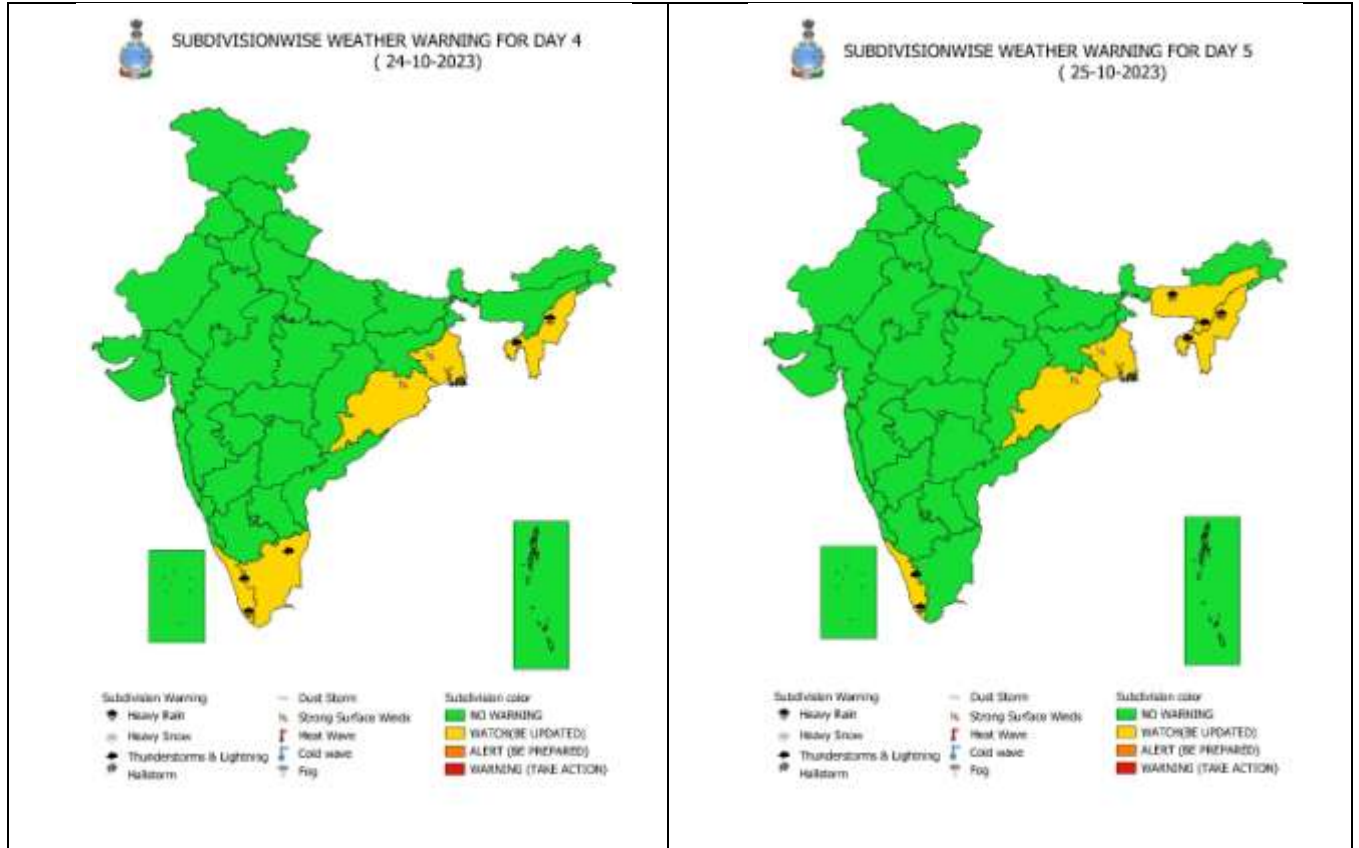 SUBDIVISIONWISE WEATHER WARNING FOR DAY 4
( 24-10-2023)
Subdivision Warning
Heavy Rain
Heavy Snow
Thunderstorms & Lightning
Hailstorm
Dust Storm
Strong Surface Winds
Heat Wave
Cold wave
Fog
Subdivision color
NO WARNING
WATCH(BE UPDATED)
ALERT (BE PREPARED)
WARNING (TAKE ACTION)
SUBDIVISIONWISE WEATHER WARNING FOR DAY 5
( 25-10-2023)
Subdivision Warning
Heavy Rain
Heavy Snow
Thunderstorms & Lightning
Hailstorm
Dust Storm
Strong Surface Winds
Heat Wave
Cold wave
Fog
Subdivision color
NO WARNING
WATCH(BE UPDATED)
ALERT (BE PREPARED)
WARNING (TAKE ACTION)